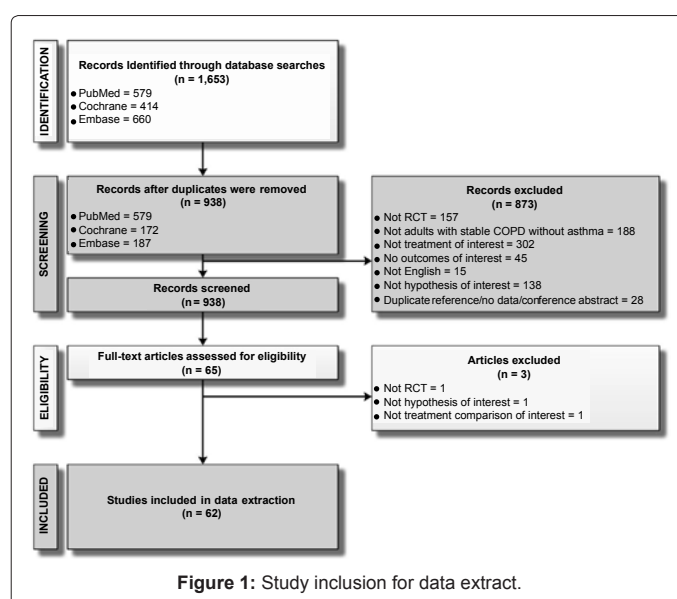 IDENTIFICATION
Records Identified through database searches
(n = 1,653)
● PubMed = 579
● Cochrane = 414
● Embase = 660
SCREENING
Records after duplicates were removed
(n = 938)
● PubMed = 579
● Cochrane = 172
● Embase = 187
Records excluded
(n = 873)
● Not RCT = 157
● Not adults with stable COPD without asthma = 188
● Not treatment of interest = 302
● No outcomes of interest = 45
● Not English = 15
● Not hypothesis of interest = 138
● Duplicate reference/no data/conference abstract = 28
Records screened
(n = 938)
ELIGIBILITY
Full-text articles assessed for eligibility
(n = 65)
Articles excluded
(n = 3)
● Not RCT = 1
● Not hypothesis of interest = 1
● Not treatment comparison of interest = 1
INCLUDED
Studies included in data extraction
(n = 62)
Figure 1: Study inclusion for data extract.